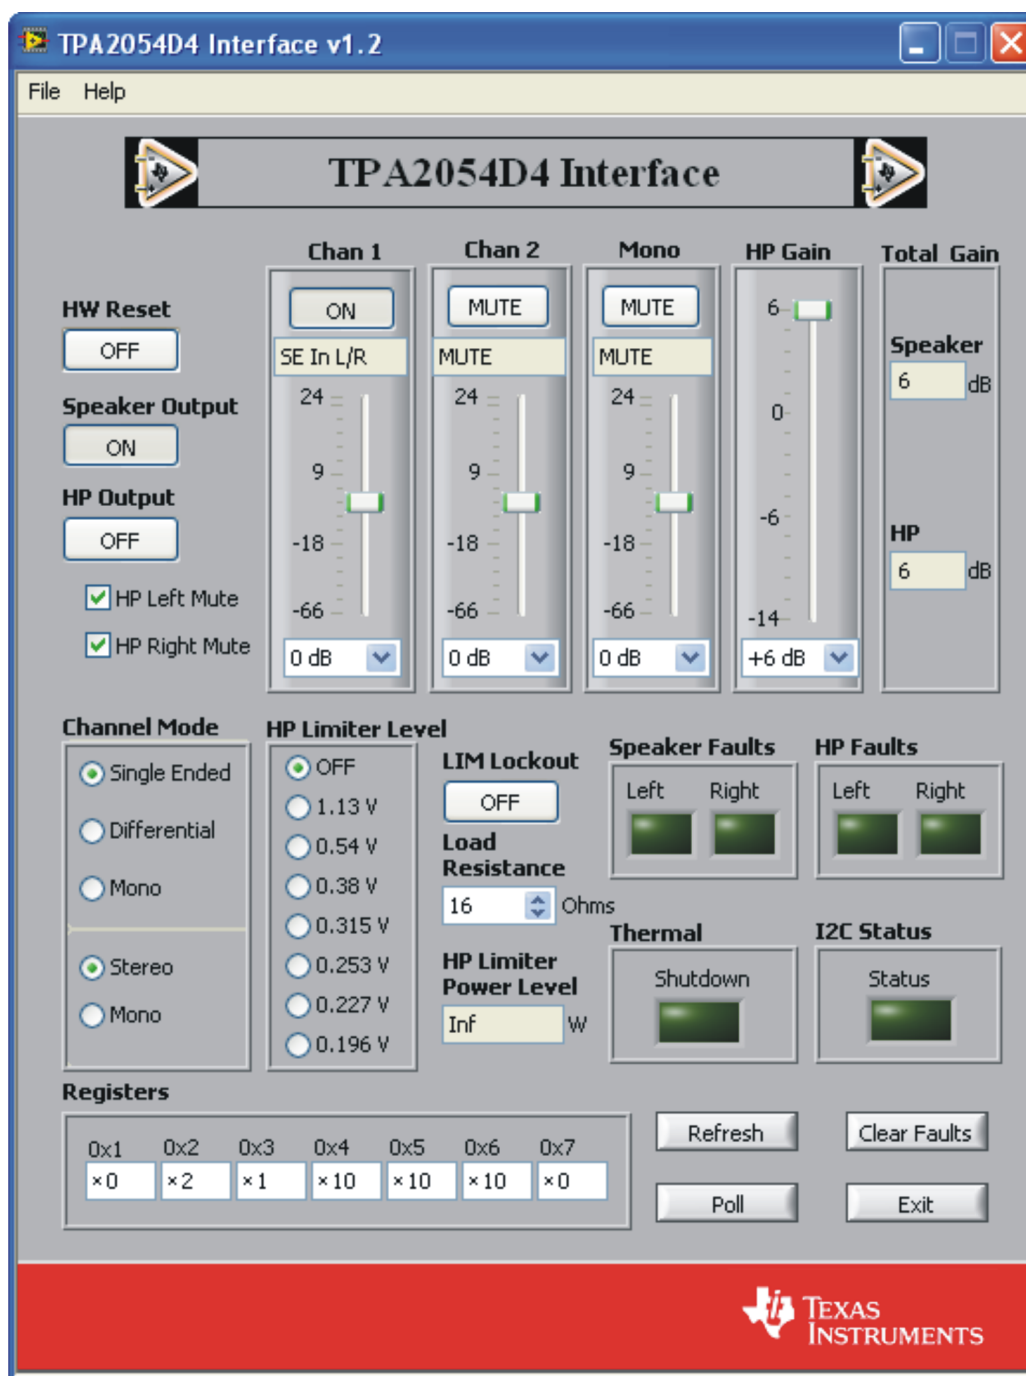 TPA2054D4 Interface v1.2
File Help
TPA2054D4 Interface
Chan 1 Chan 2 Mono HP Gain Total Gain
HW Reset
OFF
Speaker Output
ON
HP Output
OFF
HP Left Mute
HP Right Mute
ON
SE In L/R
24
9
-18
-66
0 dB
MUTE
MUTE
24
9
-18
-66
0 dB
MUTE
MUTE
24
9
-18
-66
0 dB
6
0
-6
-14
+6 dB
Speaker
6 dB
HP
6 dB
Channel Mode
Single Ended
Differential
Mono
Stereo
Mono
HP Limiter Level
OFF
1.13 V
0.54 V
0.38 V
0.315 V
0.253 V
0.227 V
0.196 V
LIM Lockout
OFF
Load
Resistance
16 Ohms
HP Limiter
Power Level
Inf W
Speaker Faults
Left Right
HP Faults
Left Right
Thermal
Shutdown
I2C Status
Status
Registers
0x1 0x2 0x3 0x4 0x5 0x6 0x7
×0 ×2 ×1 ×10 ×10 ×10 ×0
Refresh Clear Faults
Poll Exit
TEXAS
INSTRUMENTS